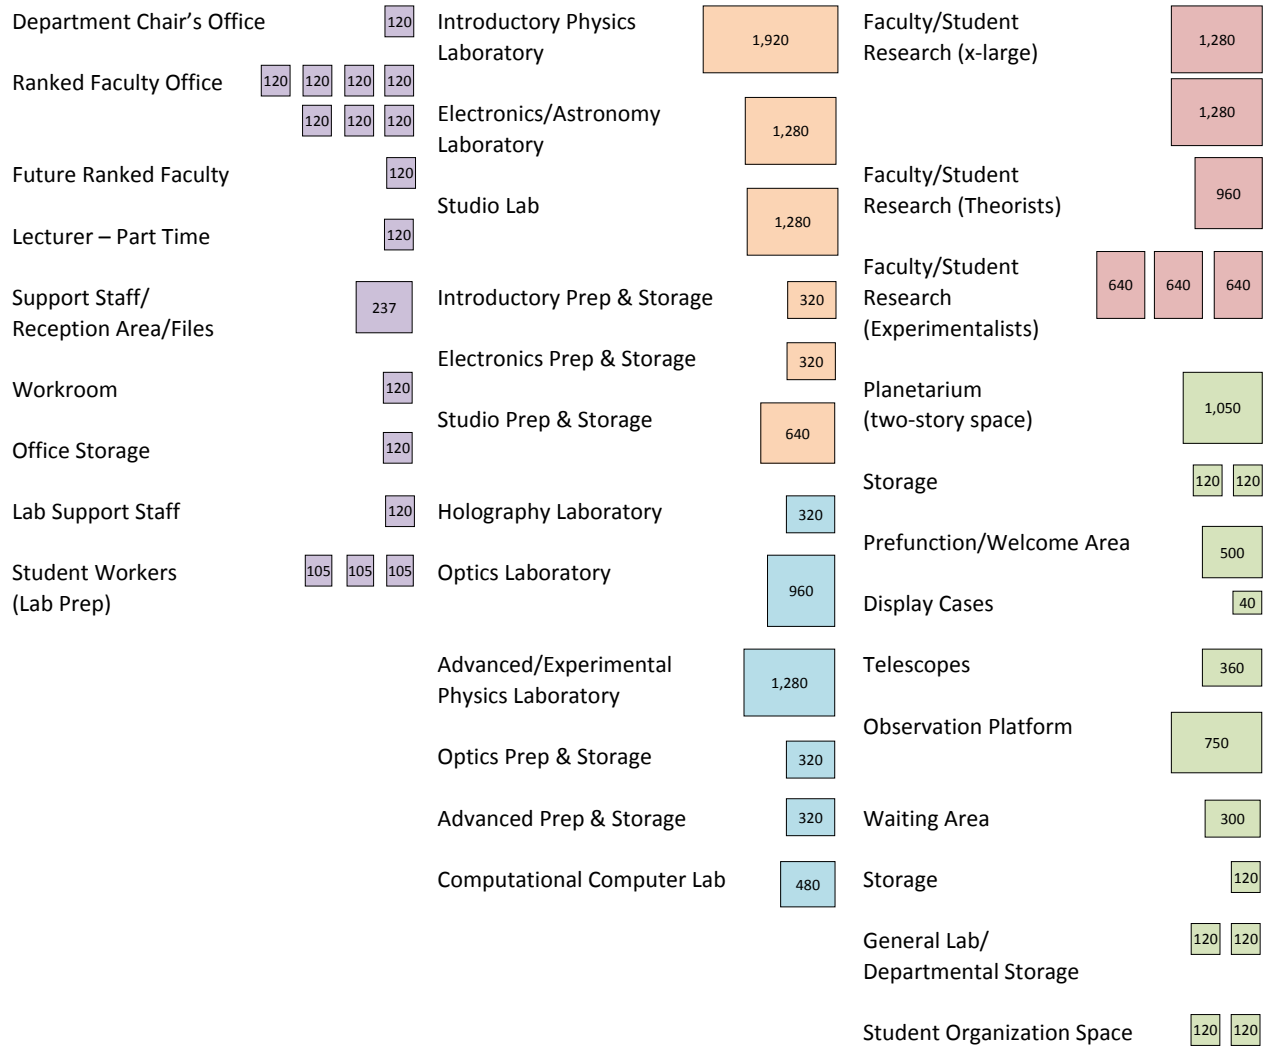 Department Chair’s Office 120
Ranked Faculty Office 120 120 120 120
120 120 120
Future Ranked Faculty 120
Lecturer – Part Time 120
Support Staff/
Reception Area/Files 237
Workroom 120
Office Storage 120
Lab Support Staff 120
Student Workers 105 105 105
(Lab Prep)
Introductory Physics
Laboratory 1,920
Electronics/Astronomy
Laboratory 1,280
Studio Lab 1,280
Introductory Prep & Storage 320
Electronics Prep & Storage 320
Studio Prep & Storage 640
Holography Laboratory 320
Optics Laboratory 960
Advanced/Experimental
Physics Laboratory 1,280
Optics Prep & Storage 320
Advanced Prep & Storage 320
Computational Computer Lab 480
Faculty/Student
Research (x-large) 1,280
1,280
Faculty/Student
Research (Theorists) 960
Faculty/Student
Research 640 640 640
(Experimentalists)
Planetarium
(two-story space) 1,050
Storage 120 120
Prefunction/Welcome Area 500
Display Cases 40
Telescopes 360
Observation Platform 750
Waiting Area 300
Storage 120
General Lab/ 120 120
Departmental Storage
Student Organization Space 120 120